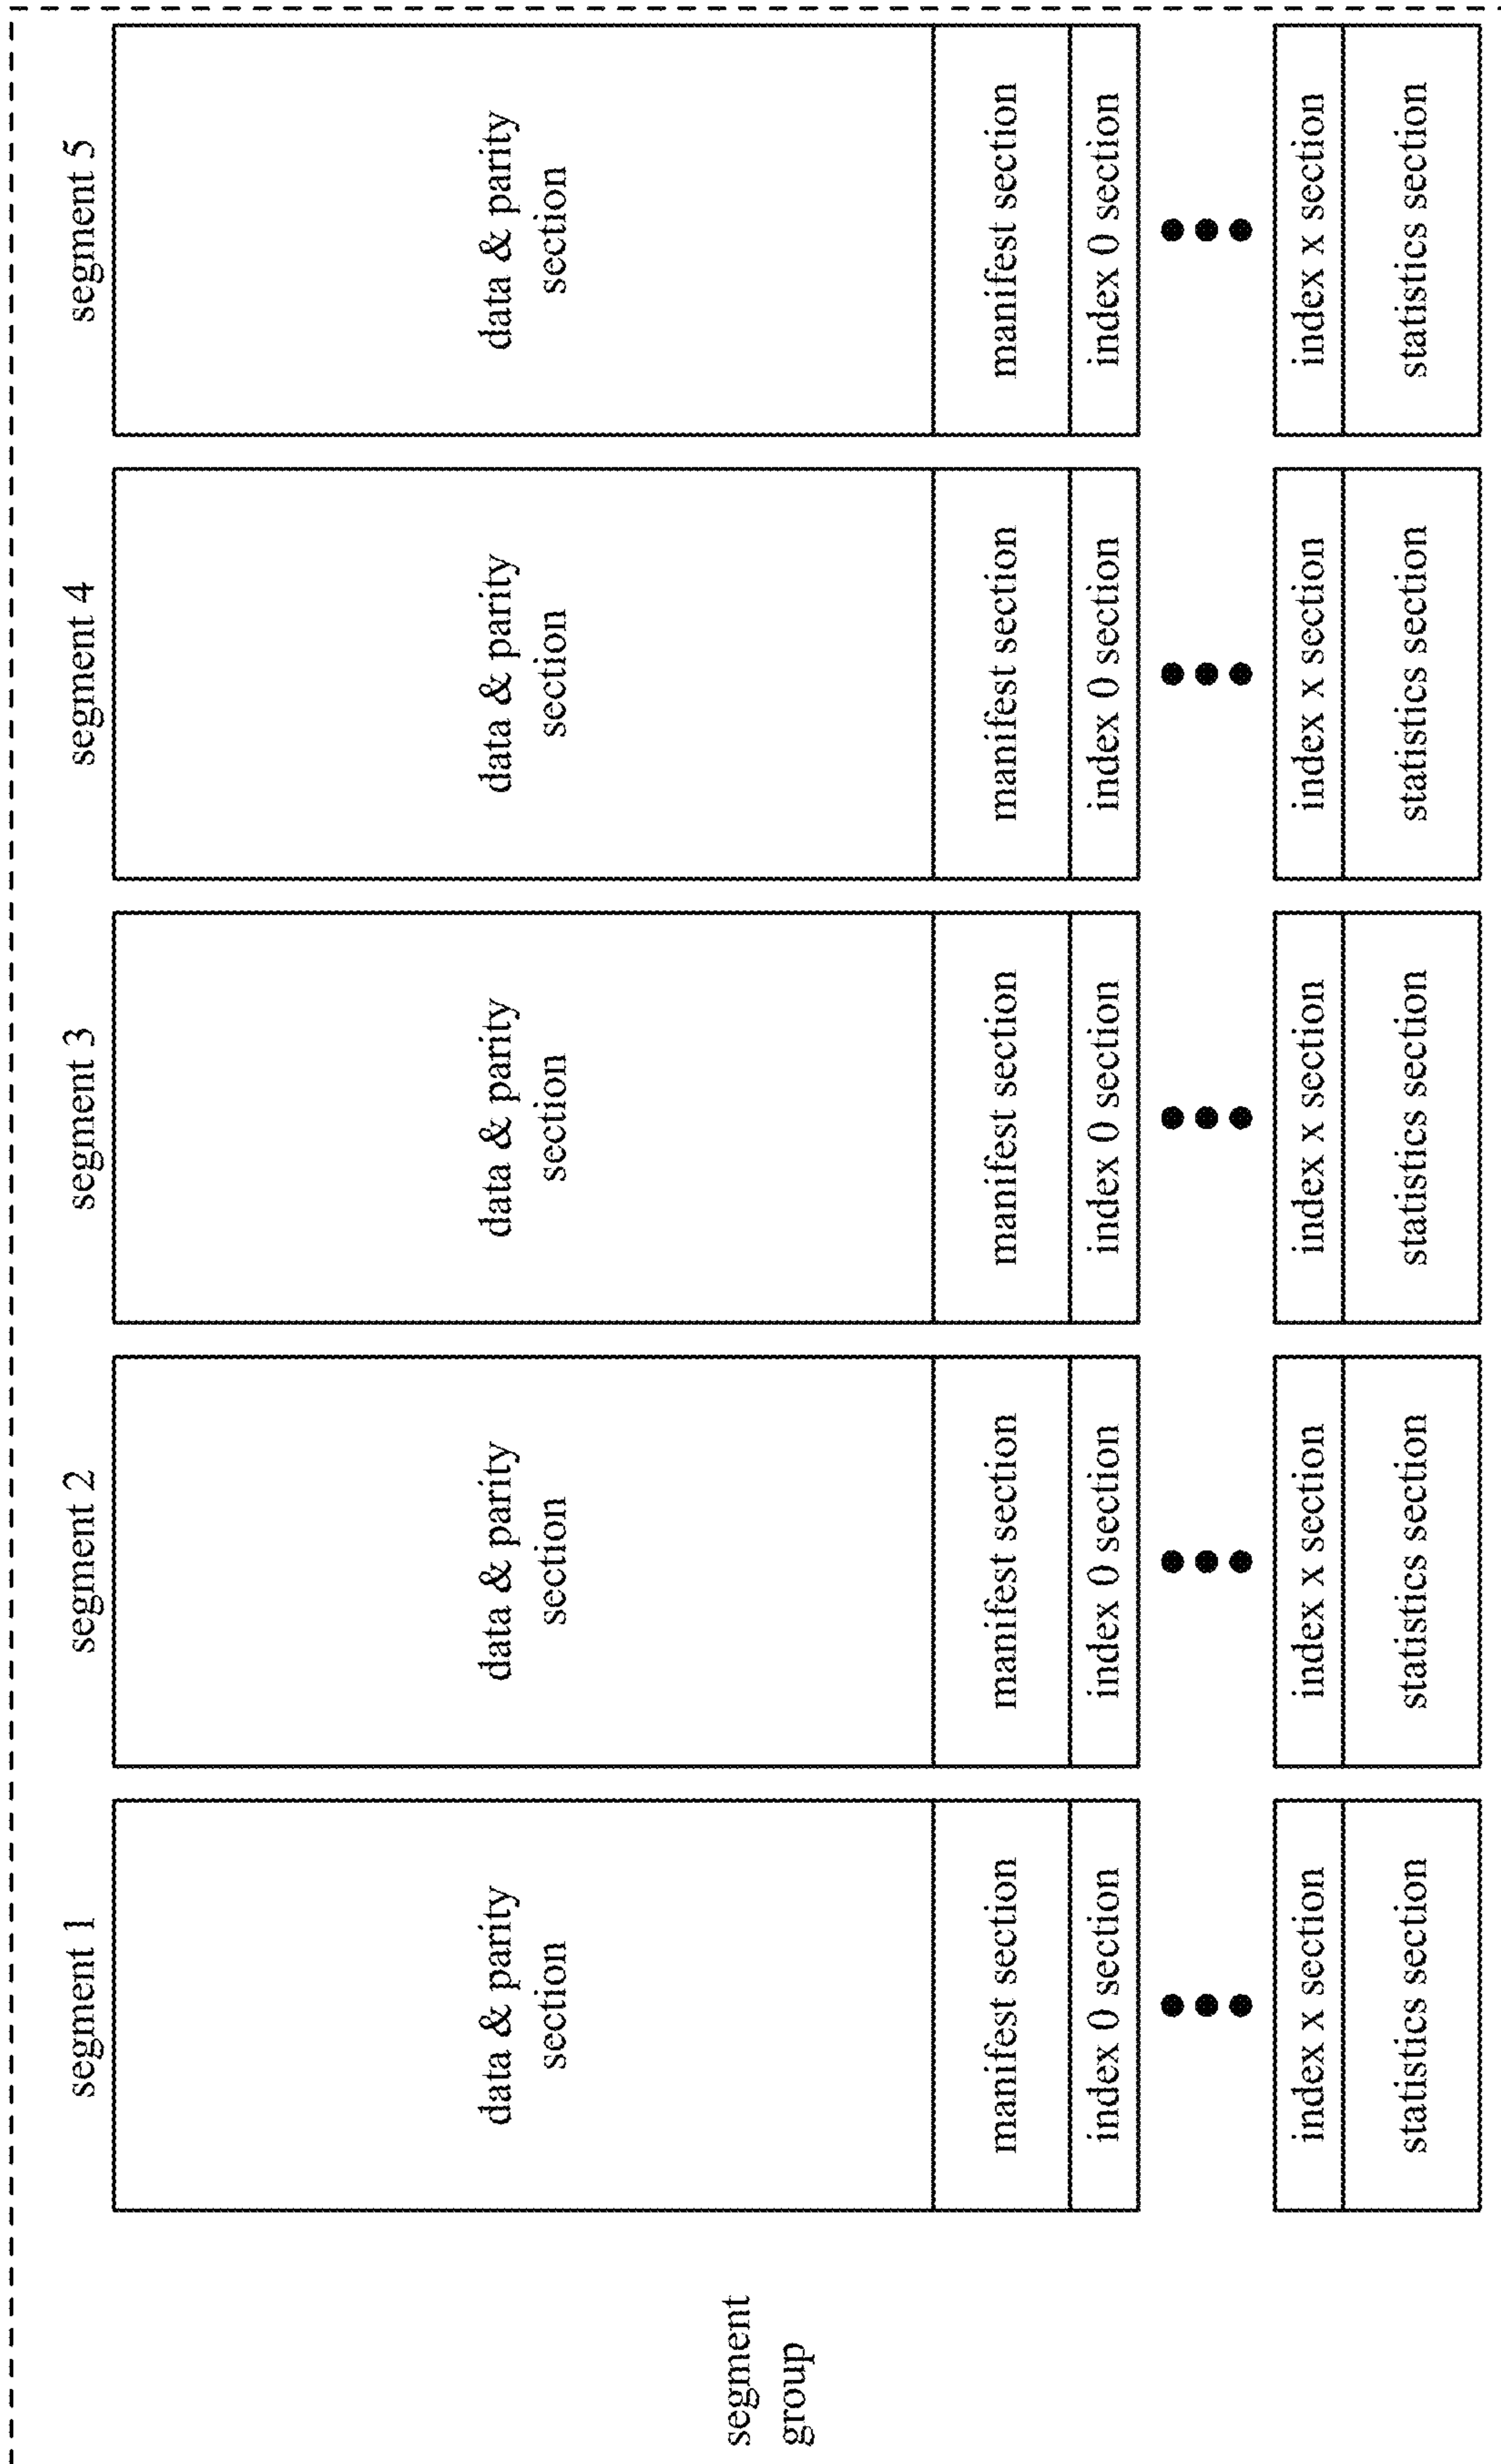 segment
group
segment 1
data & parity
section
manifest section
index 0 section
index x section
statistics section
segment 2
data & parity
section
manifest section
index 0 section
index x section
statistics section
segment 3
data & parity
section
manifest section
index 0 section
index x section
statistics section
segment 4
data & parity
section
manifest section
index 0 section
index x section
statistics section
segment 5
data & parity
section
manifest section
index 0 section
index x section
statistics section